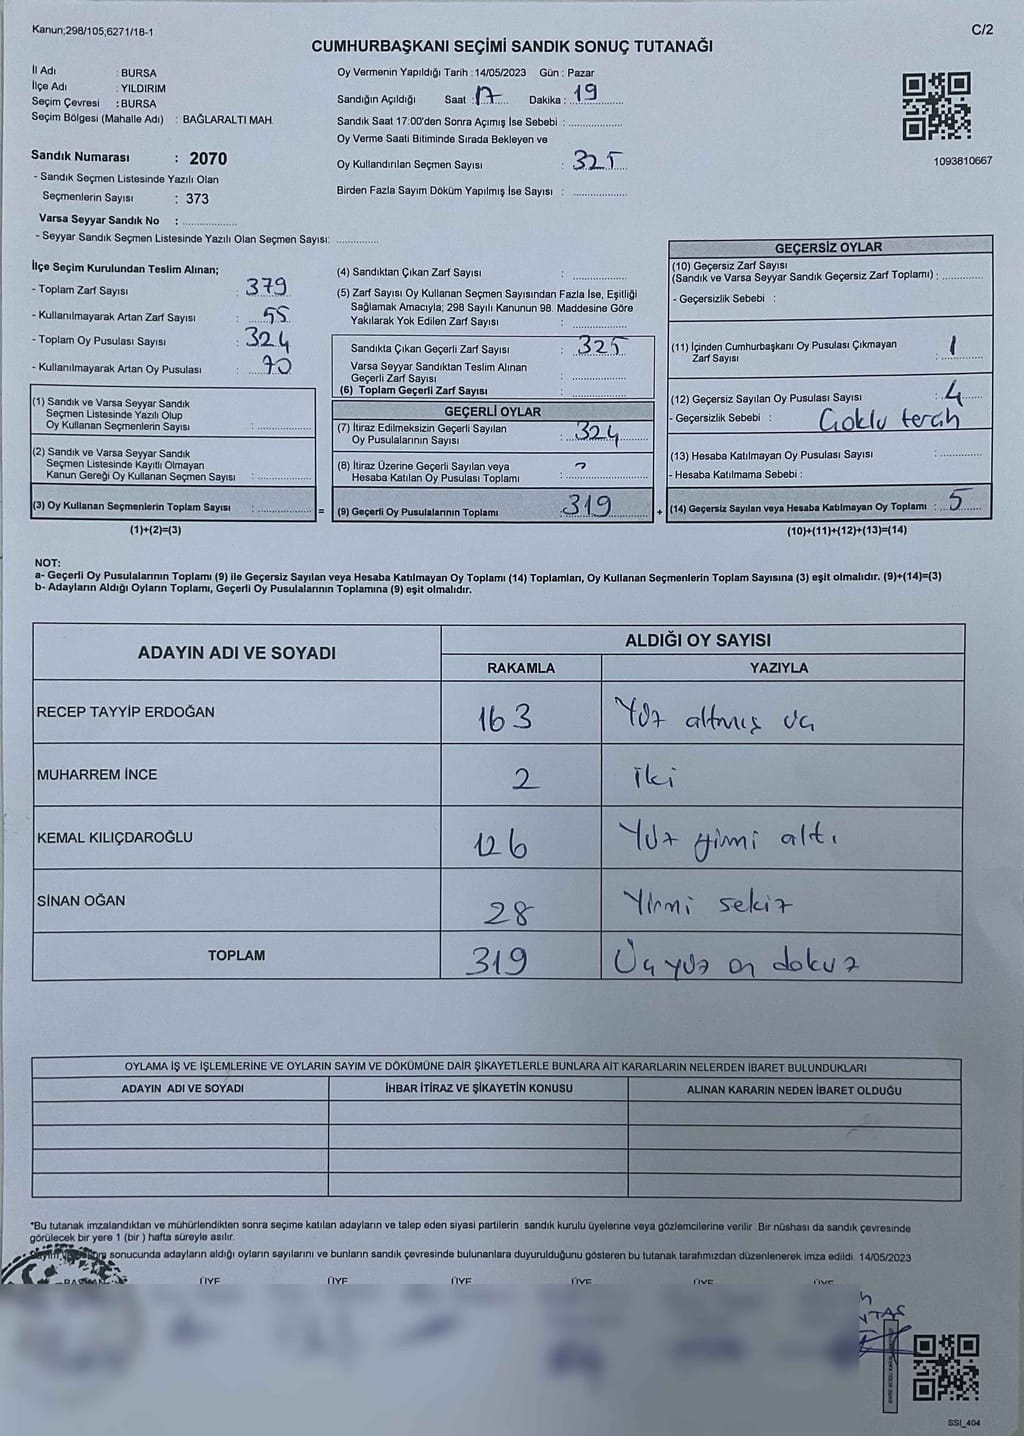 Kanun;298/105,6271/18-1
C/2
CUMHURBAŞKANI SEÇİMİ SANDIK SONUÇ TUTANAĞI
İl Adı : BURSA
İlçe Adı : YILDIRIM
Seçim Çevresi : BURSA
Seçim Bölgesi (Mahalle Adı) : BAĞLARALTI MAH.
Sandık Numarası : 2070
- Sandık Seçmen Listesinde Yazılı Olan
Seçmenlerin Sayısı : 373
Varsa Seyyar Sandık No : ..................
- Seyyar Sandık Seçmen Listesinde Yazılı Olan Seçmen Sayısı: .............
Oy Vermenin Yapıldığı Tarih : 14/05/2023 Gün : Pazar
Sandığın Açıldığı Saat : 17 Dakika : 19
Sandık Saat 17:00'den Sonra Açımış İse Sebebi : ..................
Oy Verme Saati Bitiminde Sırada Bekleyen ve
Oy Kullandırılan Seçmen Sayısı : 325
Birden Fazla Sayım Döküm Yapılmış İse Sayısı : ..................
1093810667
İlçe Seçim Kurulundan Teslim Alınan;
- Toplam Zarf Sayısı : 379
- Kullanılmayarak Artan Zarf Sayısı : 55
- Toplam Oy Pusulası Sayısı : 324
- Kullanılmayarak Artan Oy Pusulası : 70
(1) Sandık ve Varsa Seyyar Sandık
Seçmen Listesinde Yazılı Olup
Oy Kullanan Seçmenlerin Sayısı : ..................
(2) Sandık ve Varsa Seyyar Sandık
Seçmen Listesinde Kayıtlı Olmayan
Kanun Gereği Oy Kullanan Seçmen Sayısı : ..................
(3) Oy Kullanan Seçmenlerin Toplam Sayısı : .................. =
(1)+(2)=(3)
(4) Sandıktan Çıkan Zarf Sayısı : ..................
(5) Zarf Sayısı Oy Kullanan Seçmen Sayısından Fazla İse, Eşitliği
Sağlamak Amacıyla; 298 Sayılı Kanunun 98. Maddesine Göre
Yakılarak Yok Edilen Zarf Sayısı : ..................
Sandıkta Çıkan Geçerli Zarf Sayısı : 325
Varsa Seyyar Sandıktan Teslim Alınan
Geçerli Zarf Sayısı : ..................
(6) Toplam Geçerli Zarf Sayısı : ..................
GEÇERLİ OYLAR
(7) İtiraz Edilmeksizin Geçerli Sayılan
Oy Pusulalarının Sayısı : 324
(8) İtiraz Üzerine Geçerli Sayılan veya
Hesaba Katılan Oy Pusulası Toplamı : ..................
(9) Geçerli Oy Pusulalarının Toplamı 319 +
GEÇERSİZ OYLAR
(10) Geçersiz Zarf Sayısı
(Sandık ve Varsa Seyyar Sandık Geçersiz Zarf Toplamı) : .............
- Geçersizlik Sebebi :
(11) İçinden Cumhurbaşkanı Oy Pusulası Çıkmayan
Zarf Sayısı : 1
(12) Geçersiz Sayılan Oy Pusulası Sayısı : 4
- Geçersizlik Sebebi : Çoklu tercih
(13) Hesaba Katılmayan Oy Pusulası Sayısı : .............
- Hesaba Katılmama Sebebi :
(14) Geçersiz Sayılan veya Hesaba Katılmayan Oy Toplamı : 5
(10)+(11)+(12)+(13)=(14)
NOT:
a- Geçerli Oy Pusulalarının Toplamı (9) ile Geçersiz Sayılan veya Hesaba Katılmayan Oy Toplamı (14) Toplamları, Oy Kullanan Seçmenlerin Toplam Sayısına (3) eşit olmalıdır. (9)+(14)=(3)
b- Adayların Aldığı Oyların Toplamı, Geçerli Oy Pusulalarının Toplamına (9) eşit olmalıdır.
ADAYIN ADI VE SOYADI
ALDIĞI OY SAYISI
RAKAMLA YAZIYLA
RECEP TAYYİP ERDOĞAN 163 Yüz altmış üç
MUHARREM İNCE 2 iki
KEMAL KILIÇDAROĞLU 126 Yüz yirmi altı
SİNAN OĞAN 28 Yirmi sekiz
TOPLAM 319 Üç yüz on dokuz
OYLAMA İŞ VE İŞLEMLERİNE VE OYLARIN SAYIM VE DÖKÜMÜNE DAİR ŞİKAYETLERLE BUNLARA AİT KARARLARIN NELERDEN İBARET BULUNDUKLARI
ADAYIN ADI VE SOYADI İHBAR İTİRAZ VE ŞİKAYETİN KONUSU ALINAN KARARIN NEDEN İBARET OLDUĞU
*Bu tutanak imzalandıktan ve mühürlendikten sonra seçime katılan adayların ve talep eden siyasi partilerin sandık kurulu üyelerine veya gözlemcilerine verilir. Bir nüshası da sandık çevresinde
görülecek bir yere 1 (bir ) hafta süreyle asılır.
sonucunda adayların aldığı oyların sayılarını ve bunların sandık çevresinde bulunanlara duyurulduğunu gösteren bu tutanak tarafımızdan düzenlenerek imza edildi. 14/05/2023
BAŞKAN ÜYE ÜYE ÜYE ÜYE ÜYE ÜYE
SSI_404